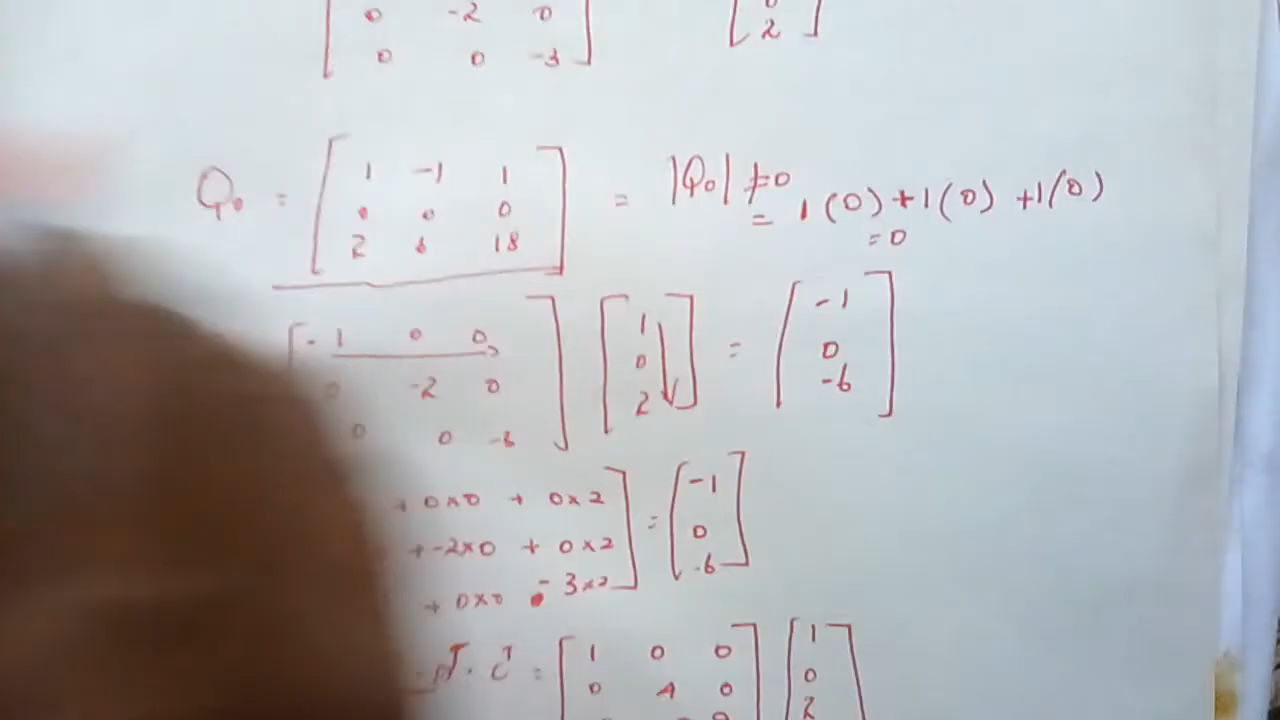 0 -2 0
0 0 -3 2
Q₀ = [ 1 -1 1 = |Q₀| ≠ 0
0 0 0 = 1 (0) + 1 (0) + 1 (0)
2 18 ] = 0
[ -1 0 0 ] [ 1 = [ -1
0 -2 0 0 0
0 0 2 ] -6 ]
+ 0×0 + 0×2 ] = [ -1
+ -2×0 + 0×2 0
+ 0×0 - 3×2 -6 ]
= [ 1 0 0 ] [ 1
0 4 0 0
2